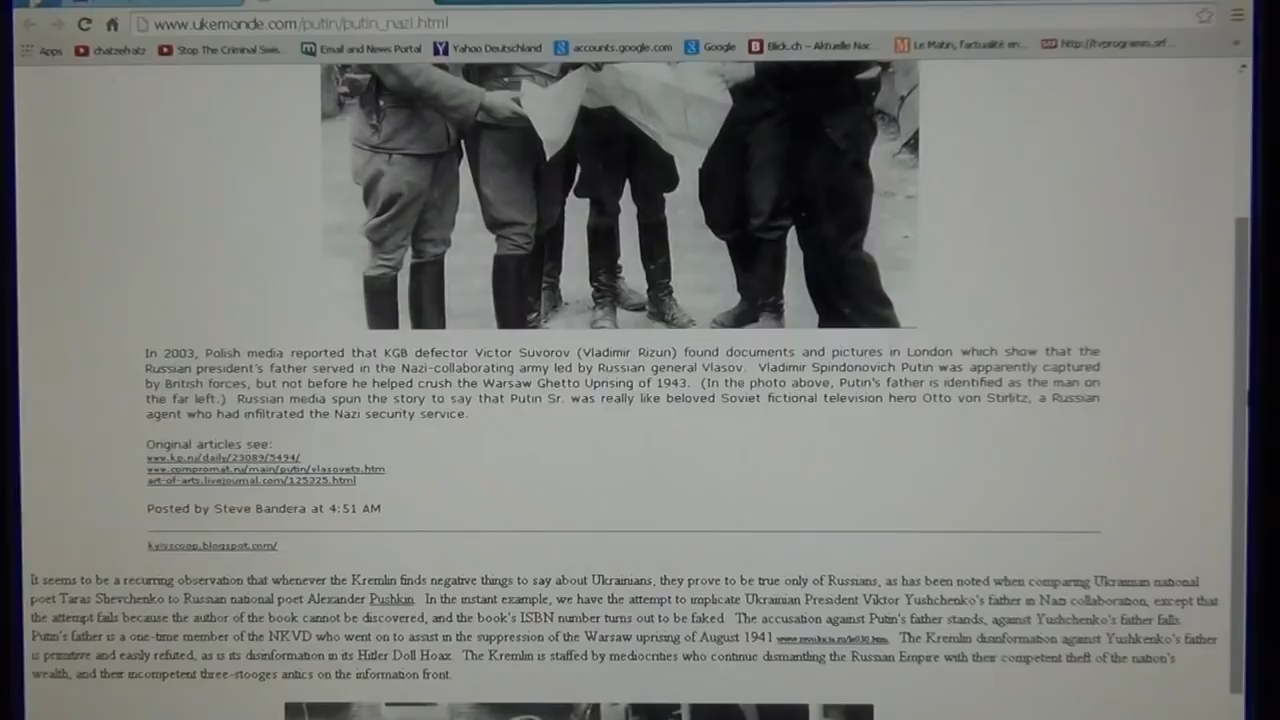 www.ukemonde.com/putin/putin_nazi.html
Apps chatzefratz Stop The Criminal Swis... Email and News Portal Yahoo Deutschland accounts.google.com Google Blick.ch – Aktuelle Nac... Le Matin, l'actualité en... http://tvprogramm.srf...
In 2003, Polish media reported that KGB defector Victor Suvorov (Vladimir Rizun) found documents and pictures in London which show that the
Russian president's father served in the Nazi-collaborating army led by Russian general Vlasov. Vladimir Spindonovich Putin was apparently captured
by British forces, but not before he helped crush the Warsaw Ghetto Uprising of 1943. (In the photo above, Putin's father is identified as the man on
the far left.) Russian media spun the story to say that Putin Sr. was really like beloved Soviet fictional television hero Otto von Stirlitz, a Russian
agent who had infiltrated the Nazi security service.
Original articles see:
www.kp.ru/daily/23089/5494/
www.compromat.ru/main/putin/vlasovets.htm
art-of-arts.livejournal.com/125325.html
Posted by Steve Bandera at 4:51 AM
kyivscoop.blogspot.com/
It seems to be a recurring observation that whenever the Kremlin finds negative things to say about Ukrainians, they prove to be true only of Russians, as has been noted when comparing Ukrainian national
poet Taras Shevchenko to Russian national poet Alexander Pushkin. In the instant example, we have the attempt to implicate Ukrainian President Viktor Yushchenko's father in Nazi collaboration, except that
the attempt fails because the author of the book cannot be discovered, and the book's ISBN number turns out to be faked. The accusation against Putin's father stands, against Yushchenko's father falls.
Putin's father is a one-time member of the NKVD who went on to assist in the suppression of the Warsaw uprising of August 1941 The Kremlin disinformation against Yushkenko's father
is primitive and easily refuted, as is its disinformation in its Hitler Doll Hoax. The Kremlin is staffed by mediocrities who continue dismantling the Russian Empire with their competent theft of the nation's
wealth, and their incompetent three-stooges antics on the information front.